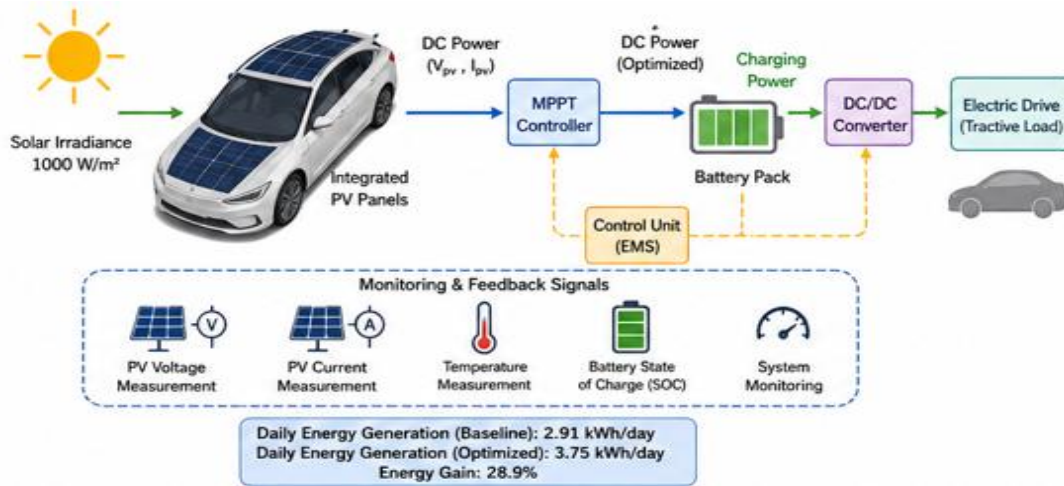 DC Power
(Vpv , Ipv)
DC Power
(Optimized)
Charging
Power
MPPT
Controller
DC/DC
Converter
Electric Drive
(Tractive Load)
Solar Irradiance
1000 W/m²
Integrated
PV Panels
Battery Pack
Control Unit
(EMS)
Monitoring & Feedback Signals
V
A
PV Voltage
Measurement
PV Current
Measurement
Temperature
Measurement
Battery State
of Charge (SOC)
System
Monitoring
Daily Energy Generation (Baseline): 2.91 kWh/day
Daily Energy Generation (Optimized): 3.75 kWh/day
Energy Gain: 28.9%